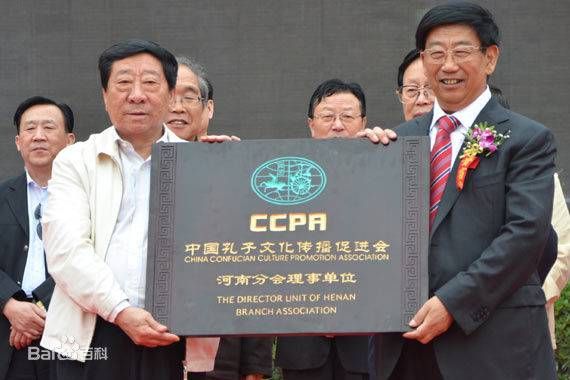 CCPA
中国孔子文化传播促进会
CHINA CONFUCIAN CULTURE PROMOTION ASSOCIATION
河南分会理事单位
THE DIRECTOR UNIT OF HENAN
BRANCH ASSOCIATION
Bai百科